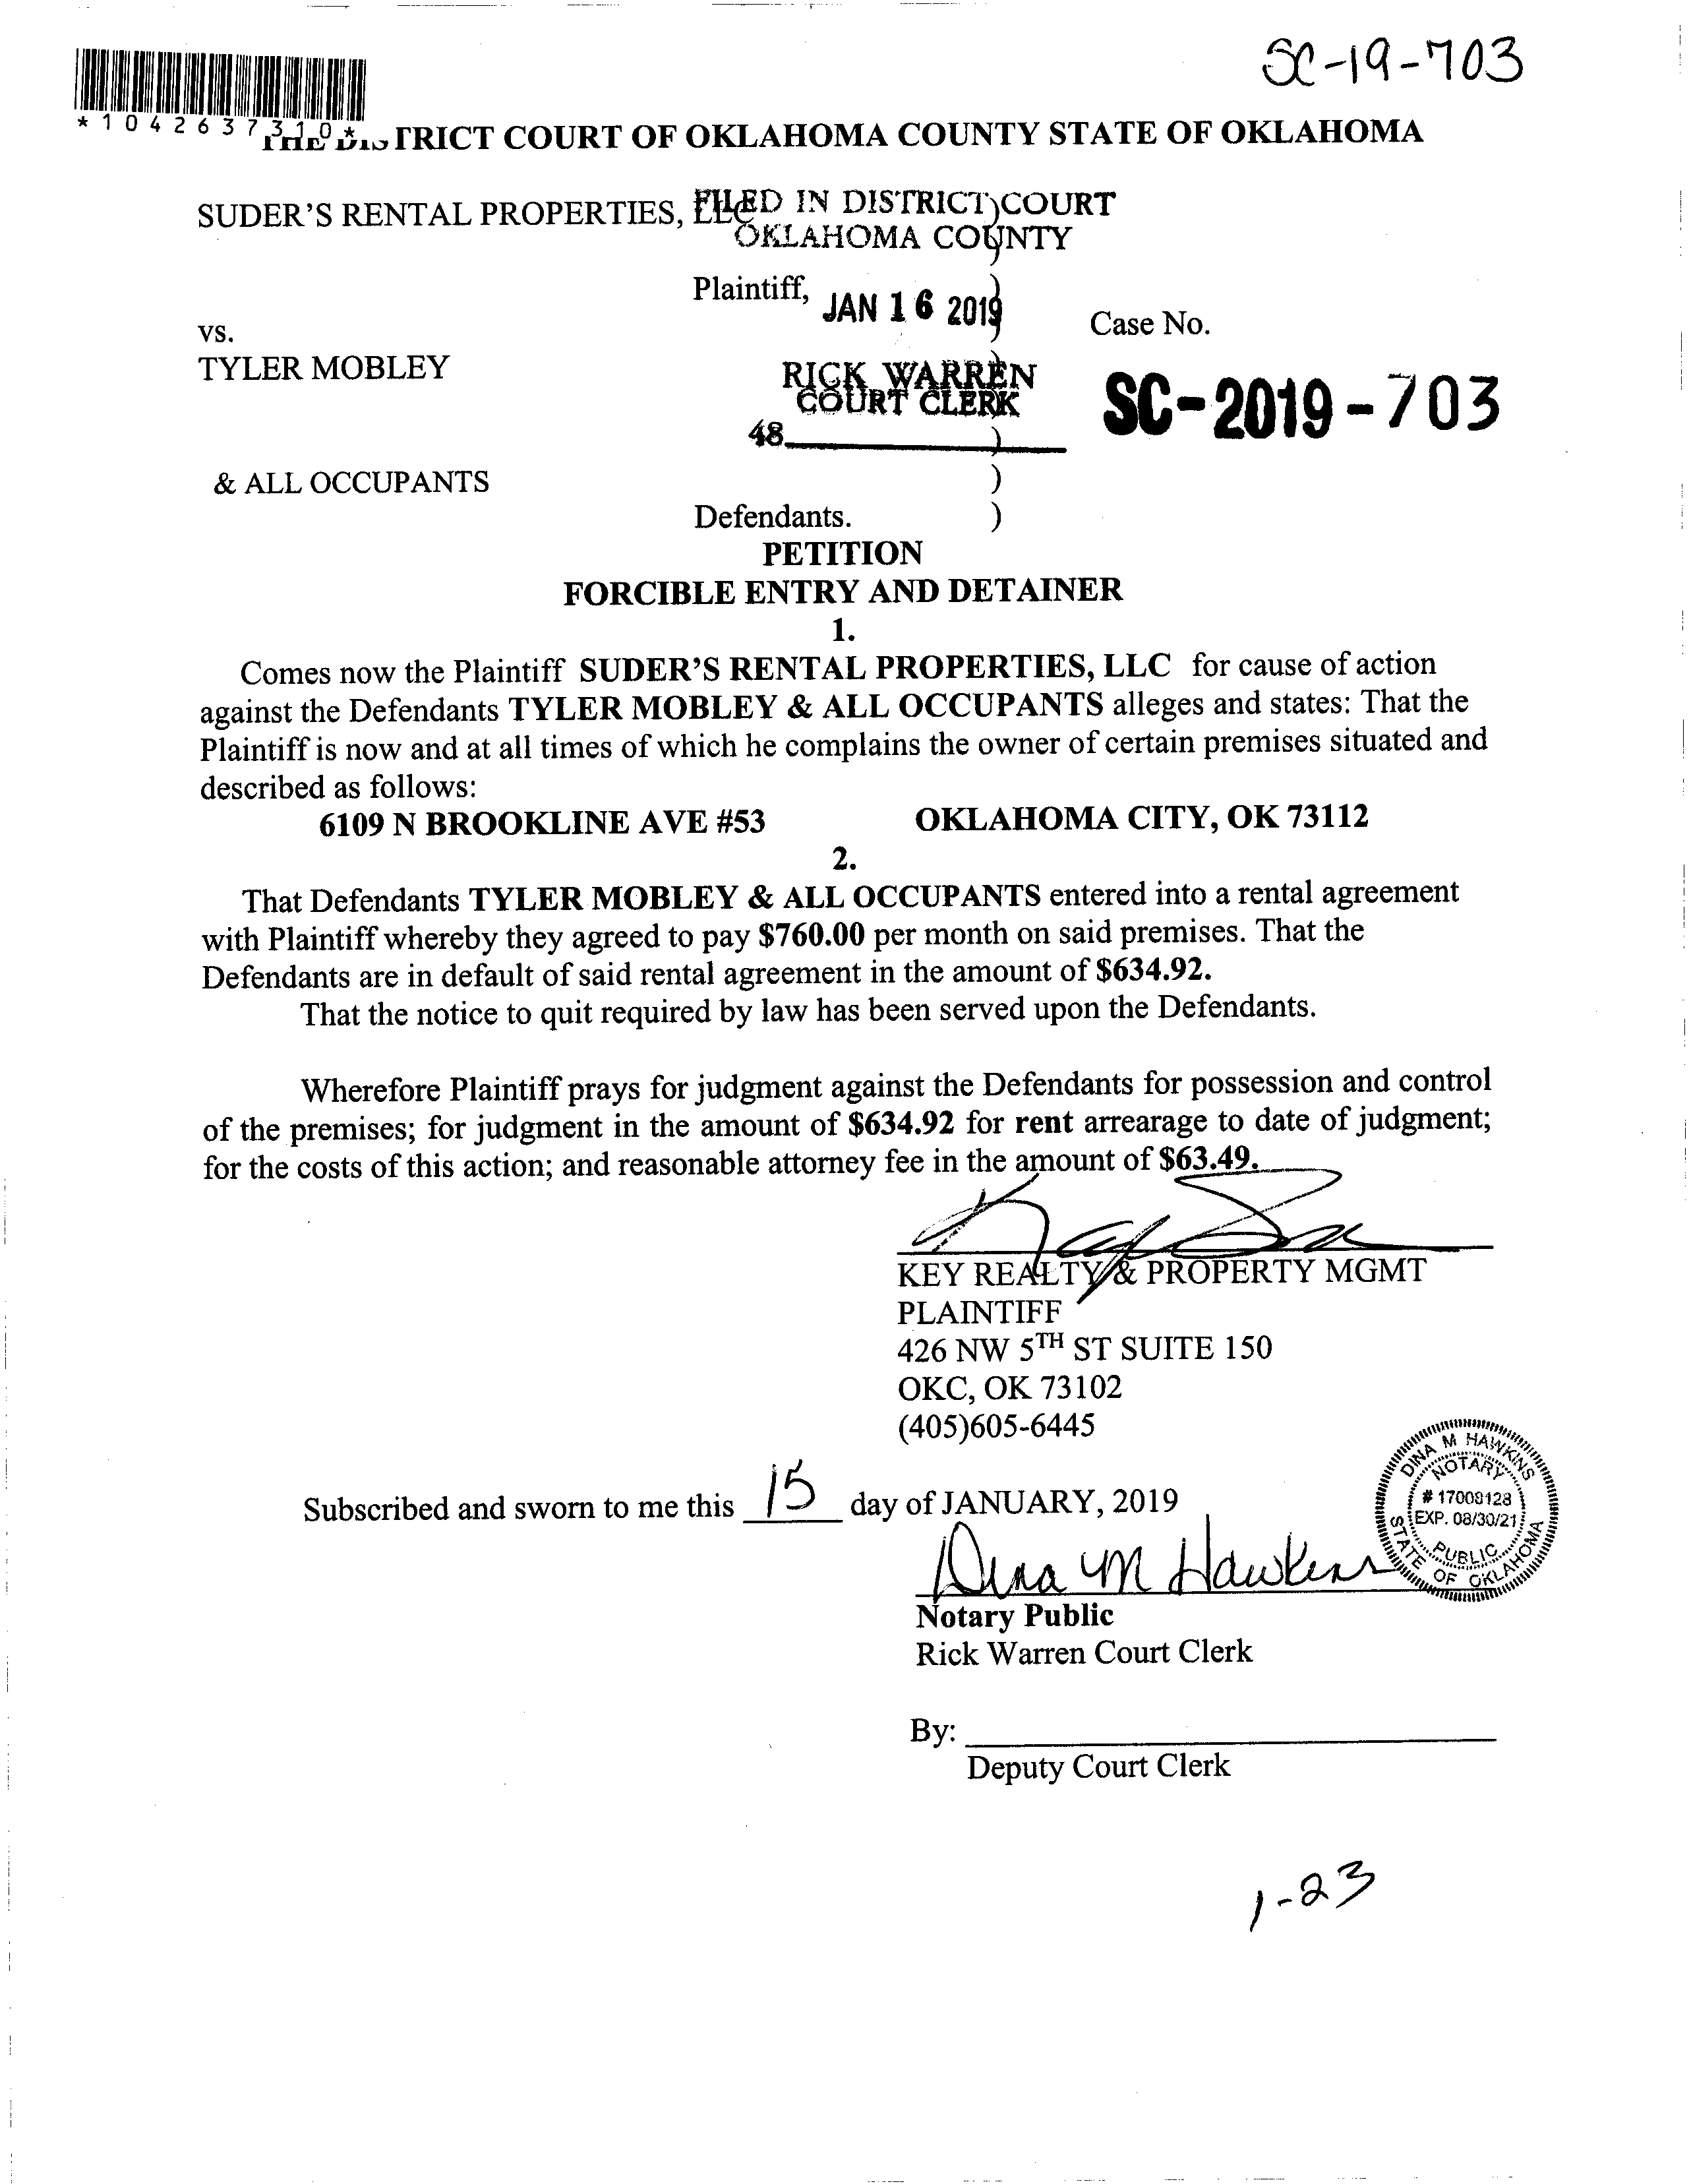 SC-19-703
*1042637310*
THE DISTRICT COURT OF OKLAHOMA COUNTY STATE OF OKLAHOMA
SUDER'S RENTAL PROPERTIES, LLC )
FILED IN DISTRICT COURT
OKLAHOMA COUNTY
)
Plaintiff, )
JAN 16 2019
)
vs.
Case No.
TYLER MOBLEY )
RICK WARREN
COURT CLERK
SC-2019-703
48 )
& ALL OCCUPANTS )
Defendants. )
PETITION
FORCIBLE ENTRY AND DETAINER
1.
Comes now the Plaintiff SUDER'S RENTAL PROPERTIES, LLC for cause of action
against the Defendants TYLER MOBLEY & ALL OCCUPANTS alleges and states: That the
Plaintiff is now and at all times of which he complains the owner of certain premises situated and
described as follows:
6109 N BROOKLINE AVE #53 OKLAHOMA CITY, OK 73112
2.
That Defendants TYLER MOBLEY & ALL OCCUPANTS entered into a rental agreement
with Plaintiff whereby they agreed to pay $760.00 per month on said premises. That the
Defendants are in default of said rental agreement in the amount of $634.92.
That the notice to quit required by law has been served upon the Defendants.
Wherefore Plaintiff prays for judgment against the Defendants for possession and control
of the premises; for judgment in the amount of $634.92 for rent arrearage to date of judgment;
for the costs of this action; and reasonable attorney fee in the amount of $63.49.
KEY REALTY & PROPERTY MGMT
PLAINTIFF
426 NW 5TH ST SUITE 150
OKC, OK 73102
(405)605-6445
DINA M HAWKINS
NOTARY
# 17008128
EXP. 08/30/21
PUBLIC
STATE OF OKLAHOMA
Subscribed and sworn to me this 15 day of JANUARY, 2019
Dina M Hawkins
Notary Public
Rick Warren Court Clerk
By:
Deputy Court Clerk
1-23